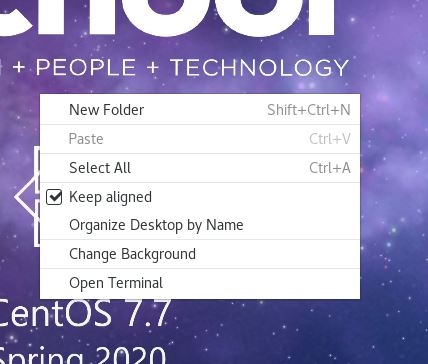 + PEOPLE + TECHNOLOGY
New Folder Shift+Ctrl+N
Paste Ctrl+V
Select All Ctrl+A
Keep aligned
Organize Desktop by Name
Change Background
Open Terminal
CentOS 7.7
Spring 2020